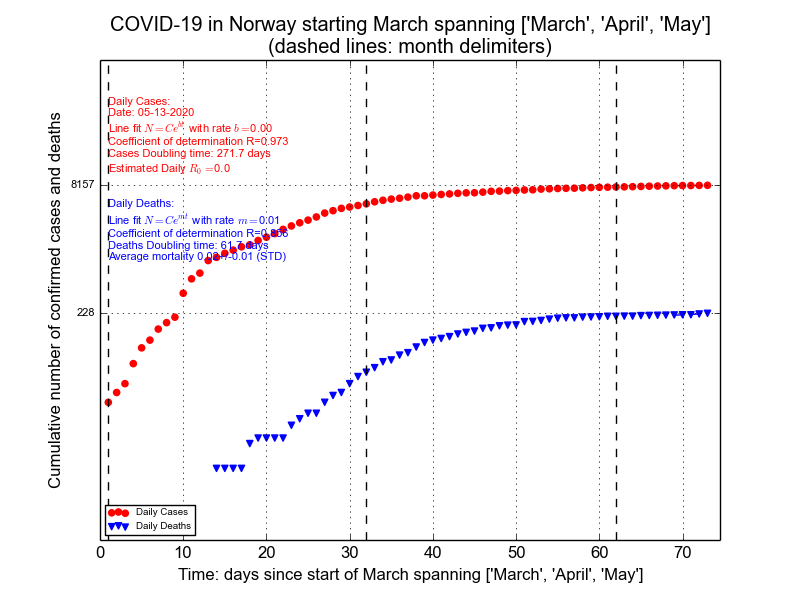 COVID-19 in Norway starting March spanning ['March', 'April', 'May']
(dashed lines: month delimiters)
Cumulative number of confirmed cases and deaths
Daily Cases:
Date: 05-13-2020
Line fit N = Ce^{bt} with rate b = 0.00
Coefficient of determination R=0.973
Cases Doubling time: 271.7 days
Estimated Daily R_0 = 0.0
8157
Daily Deaths:
Line fit N = Ce^{mt} with rate m = 0.01
Coefficient of determination
Deaths Doubling time: 61.7 days
Average mortality (STD)
228
Daily Cases
Daily Deaths
0 10 20 30 40 50 60 70
Time: days since start of March spanning ['March', 'April', 'May']